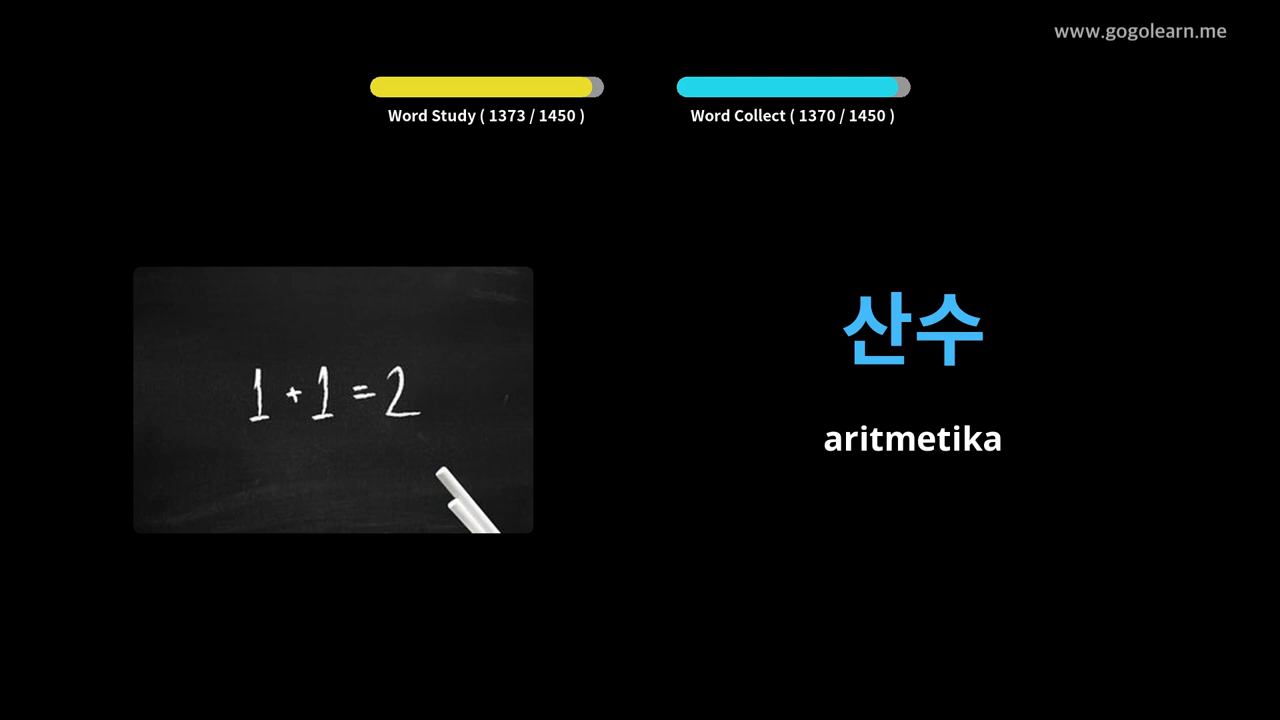 www.gogolearn.me
Word Study ( 1373 / 1450 )
Word Collect ( 1370 / 1450 )
1 + 1 = 2
산수
aritmetika